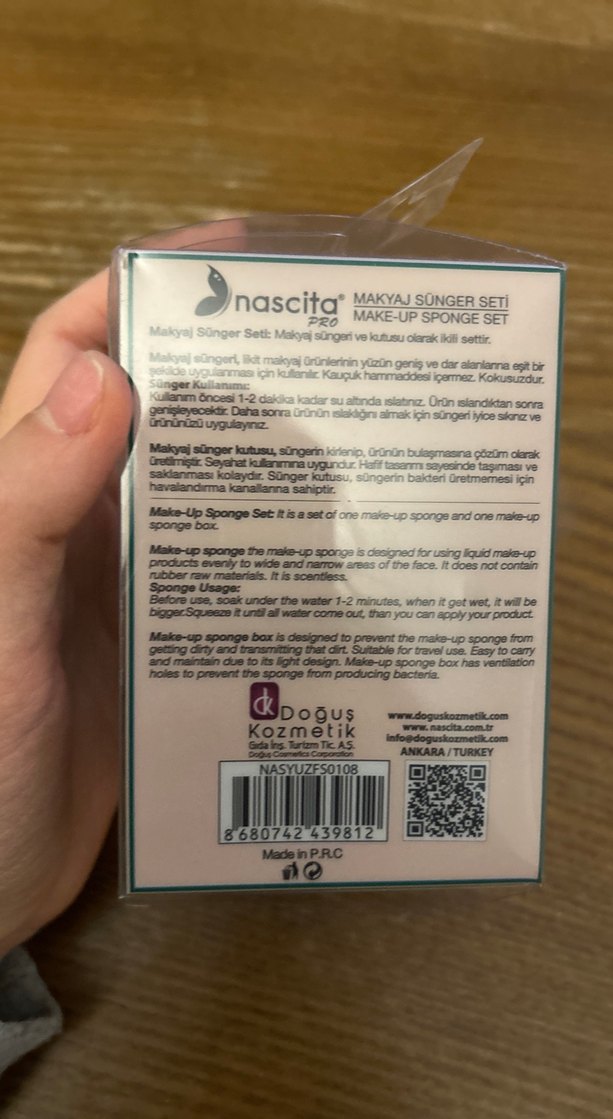 nascita®
PRO
MAKYAJ SÜNGER SETİ
MAKE-UP SPONGE SET
Makyaj Sünger Seti: Makyaj süngeri ve kutusu olarak ikili settir.
Makyaj süngeri, likit makyaj ürünlerinin yüzün geniş ve dar alanlarına eşit bir
şekilde uygulanması için kullanılır. Kauçuk hammaddesi içermez. Kokusuzdur.
Sünger Kullanımı:
Kullanım öncesi 1-2 dakika kadar su altında ıslatınız. Ürün ıslandıktan sonra
genişleyecektir. Daha sonra ürünün ıslaklığını almak için süngeri iyice sıkınız ve
ürününüzü uygulayınız.
Makyaj sünger kutusu, süngerin kirlenip, ürünün bulaşmasına çözüm olarak
üretilmiştir. Seyahat kullanımına uygundur. Hafif tasarımı sayesinde taşıması ve
saklanması kolaydır. Sünger kutusu, süngerin bakteri üretmemesi için
havalandırma kanallarına sahiptir.
Make-Up Sponge Set: It is a set of one make-up sponge and one make-up
sponge box.
Make-up sponge the make-up sponge is designed for using liquid make-up
products evenly to wide and narrow areas of the face. It does not contain
rubber raw materials. It is scentless.
Sponge Usage:
Before use, soak under the water 1-2 minutes, when it get wet, it will be
bigger.Squeeze it until all water come out, than you can apply your product.
Make-up sponge box is designed to prevent the make-up sponge from
getting dirty and transmitting that dirt. Suitable for travel use. Easy to carry
and maintain due to its light design. Make-up sponge box has ventilation
holes to prevent the sponge from producing bacteria.
dk Doğuş
Kozmetik
Gıda İnş. Turizm Tic. A.Ş.
Doğuş Cosmetics Corporation
www.doguskozmetik.com
www. nascita.com.tr
info@doguskozmetik.com
ANKARA / TURKEY
NASYUZFS0108
8 680742 439812
Made in P.R.C